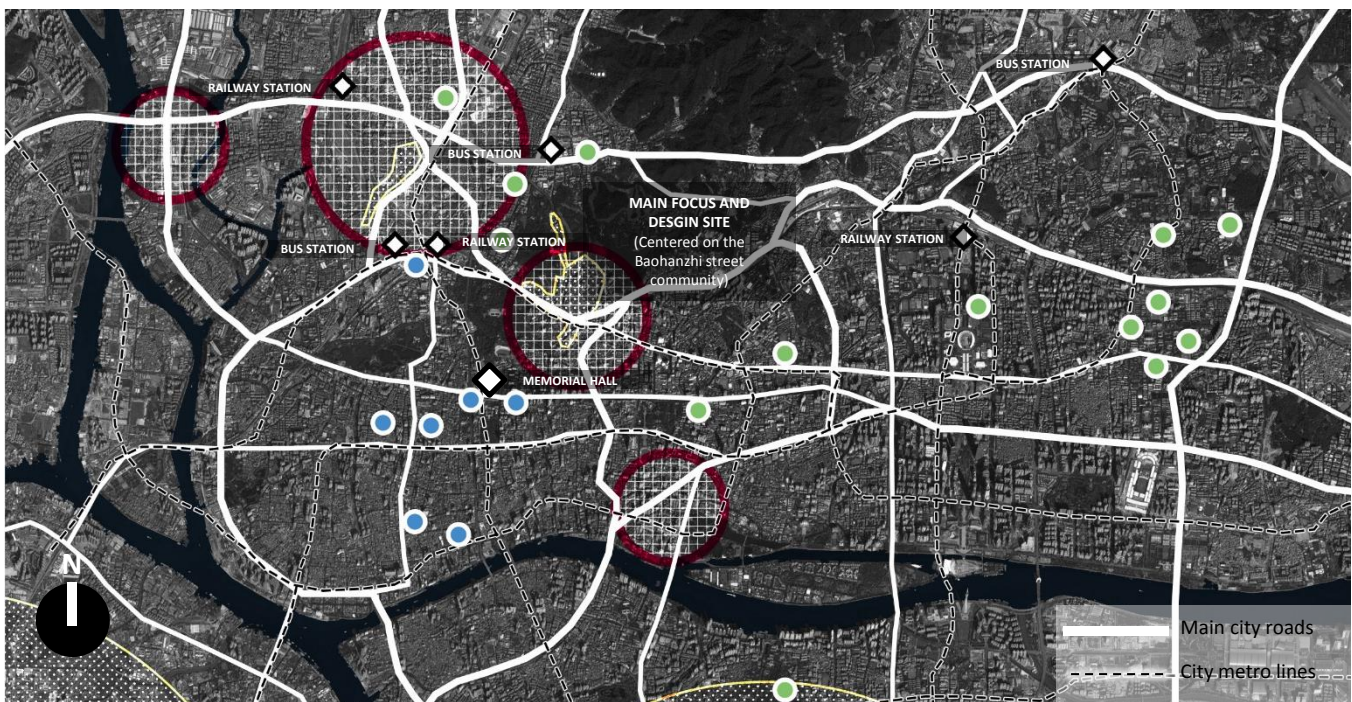 BUS STATION
RAILWAY STATION
BUS STATION
MAIN FOCUS AND
DESGIN SITE
(Centered on the
Baohanzhi street
community)
RAILWAY STATION
BUS STATION
RAILWAY STATION
MEMORIAL HALL
N
Main city roads
City metro lines